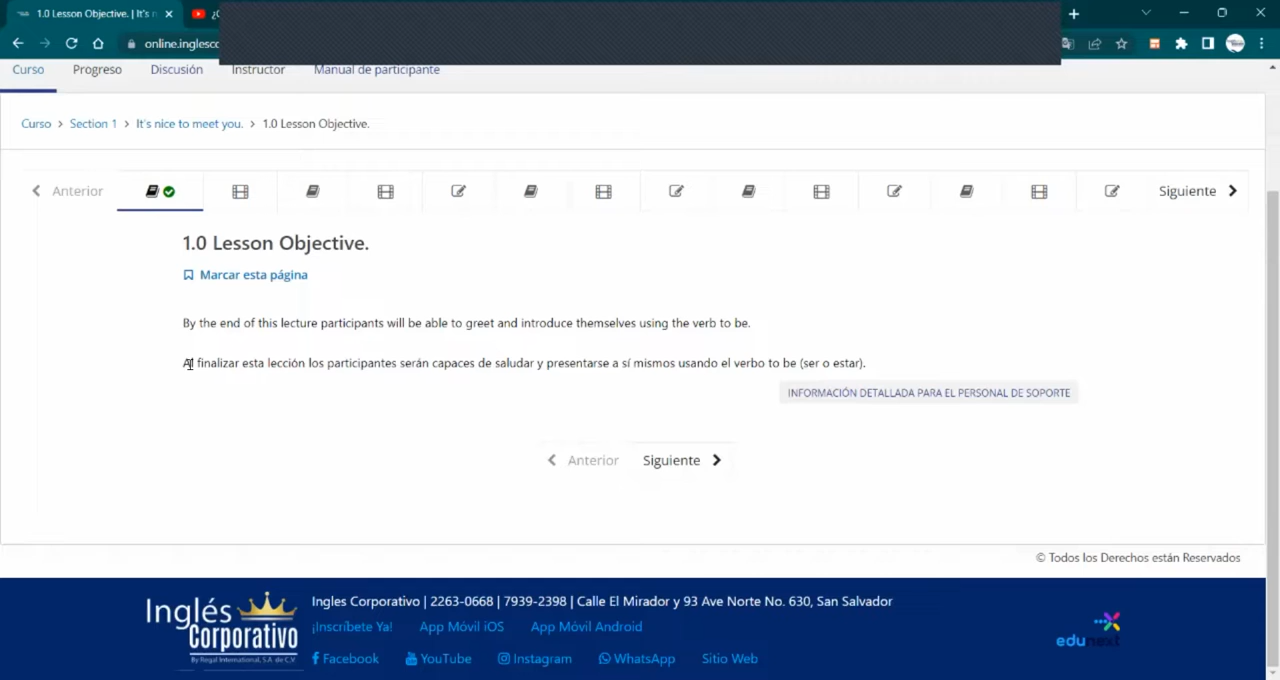 1.0 Lesson Objective. | It's n
online.inglesco
Curso Progreso Discusión Instructor Manual de participante
Curso > Section 1 > It's nice to meet you. > 1.0 Lesson Objective.
Anterior Siguiente
1.0 Lesson Objective.
Marcar esta página
By the end of this lecture participants will be able to greet and introduce themselves using the verb to be.
Al finalizar esta lección los participantes serán capaces de saludar y presentarse a sí mismos usando el verbo to be (ser o estar).
INFORMACIÓN DETALLADA PARA EL PERSONAL DE SOPORTE
Anterior Siguiente
© Todos los Derechos están Reservados
Inglés Corporativo
By Regal International, S.A. de C.V.
Ingles Corporativo | 2263-0668 | 7939-2398 | Calle El Mirador y 93 Ave Norte No. 630, San Salvador
¡Inscríbete Ya! App Móvil iOS App Móvil Android
Facebook YouTube Instagram WhatsApp Sitio Web
edunext